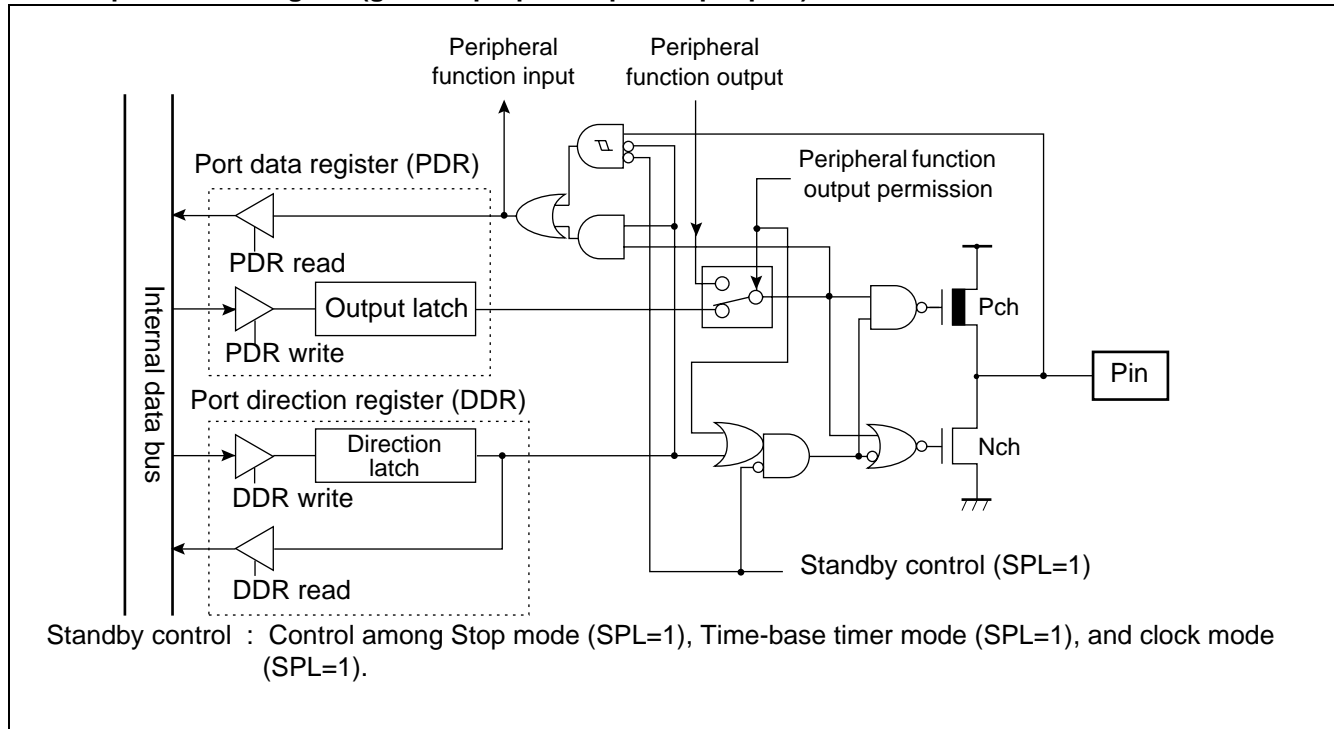 Peripheral
function input
Peripheral
function output
Port data register (PDR)
Peripheral function
output permission
PDR read
Output latch
PDR write
Internal data bus
Port direction register (DDR)
Direction
latch
DDR write
DDR read
Pch
Nch
Pin
Standby control (SPL=1)
Standby control : Control among Stop mode (SPL=1), Time-base timer mode (SPL=1), and clock mode
(SPL=1).